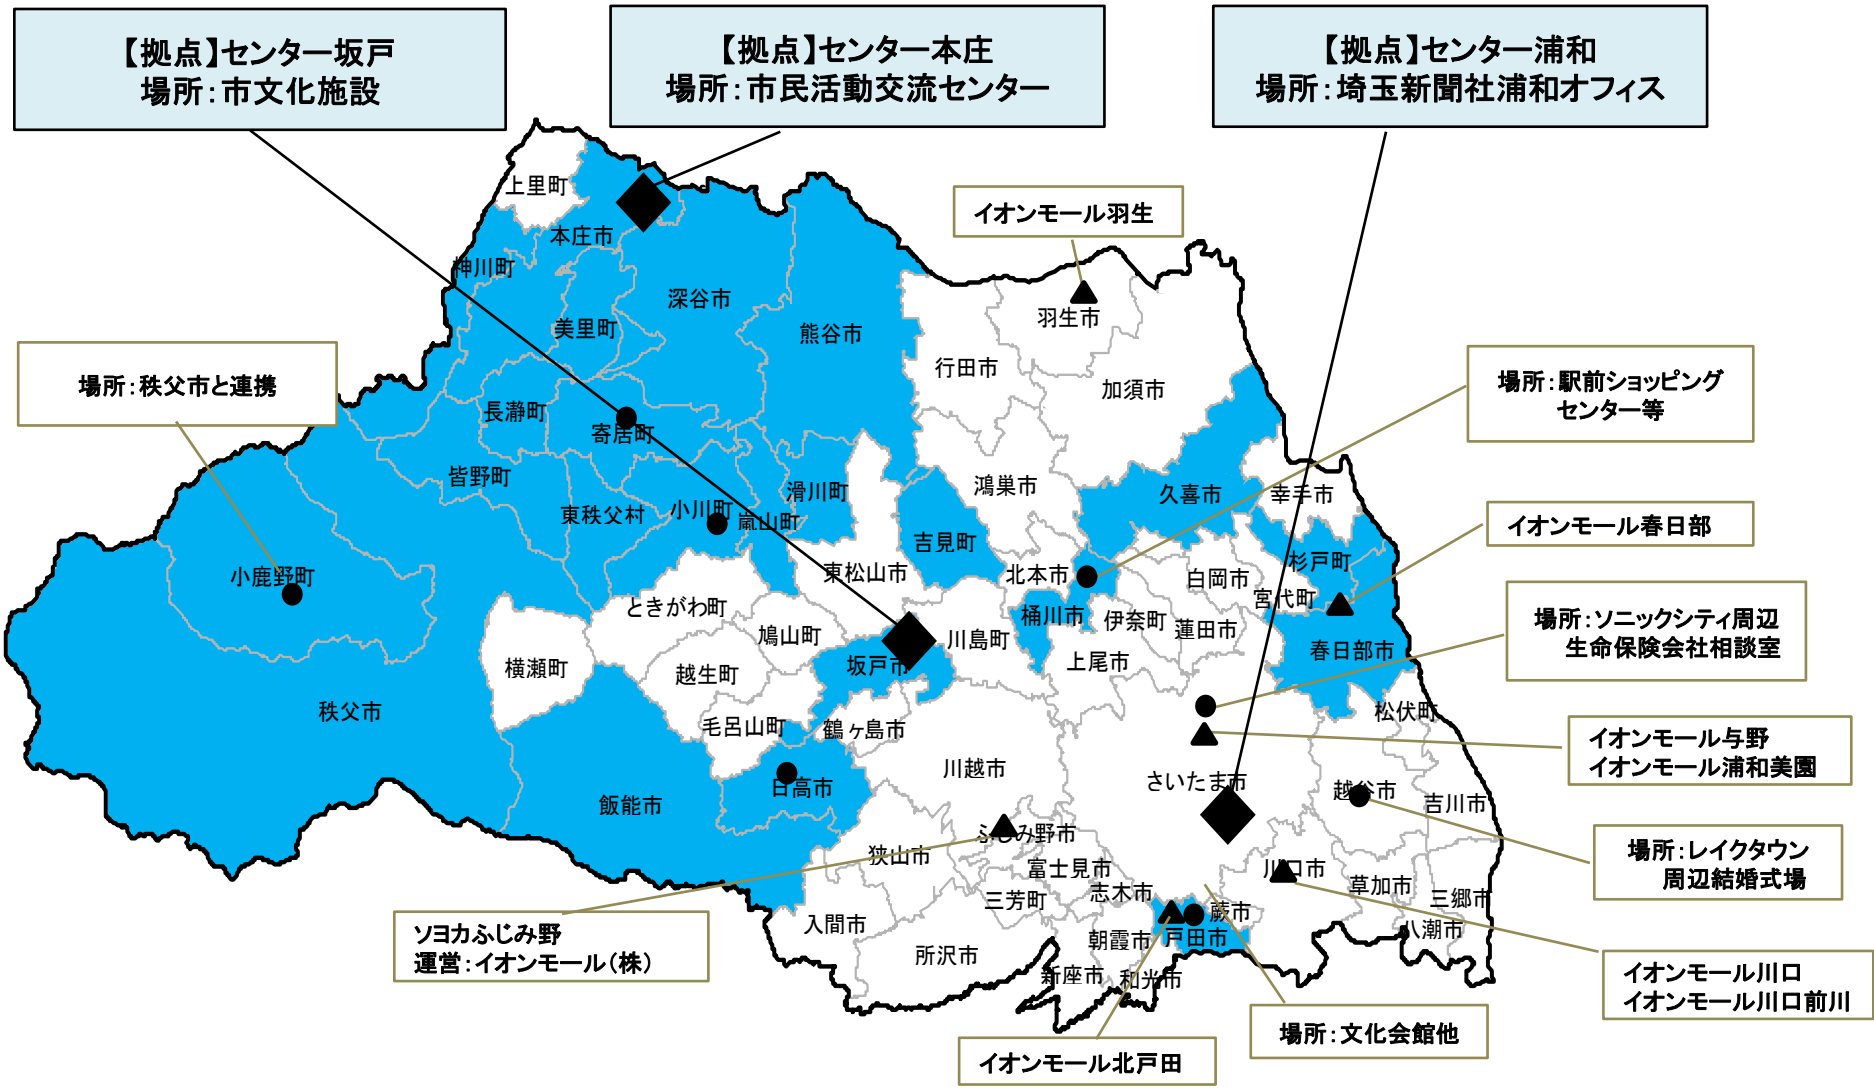 【拠点】センター坂戸
場所：市文化施設
【拠点】センター本庄
場所：市民活動交流センター
【拠点】センター浦和
場所：埼玉新聞社浦和オフィス
イオンモール羽生
場所：秩父市と連携
場所：駅前ショッピング
センター等
イオンモール春日部
場所：ソニックシティ周辺
生命保険会社相談室
イオンモール与野
イオンモール浦和美園
場所：レイクタウン
周辺結婚式場
イオンモール川口
イオンモール川口前川
場所：文化会館他
イオンモール北戸田
ソヨカふじみ野
運営：イオンモール（株）
上里町
本庄市
神川町
深谷市
美里町
熊谷市
羽生市
行田市
加須市
長瀞町
寄居町
皆野町
東秩父村
小川町
嵐山町
滑川町
鴻巣市
久喜市
幸手市
吉見町
小鹿野町
東松山市
北本市
白岡市
杉戸町
宮代町
ときがわ町
鳩山町
川島町
桶川市
伊奈町
蓮田市
横瀬町
越生町
坂戸市
上尾市
春日部市
秩父市
毛呂山町
鶴ヶ島市
松伏町
飯能市
日高市
川越市
さいたま市
越谷市
吉川市
ふじみ野市
狭山市
富士見市
川口市
三芳町
志木市
草加市
三郷市
入間市
蕨市
朝霞市
戸田市
八潮市
所沢市
新座市
和光市